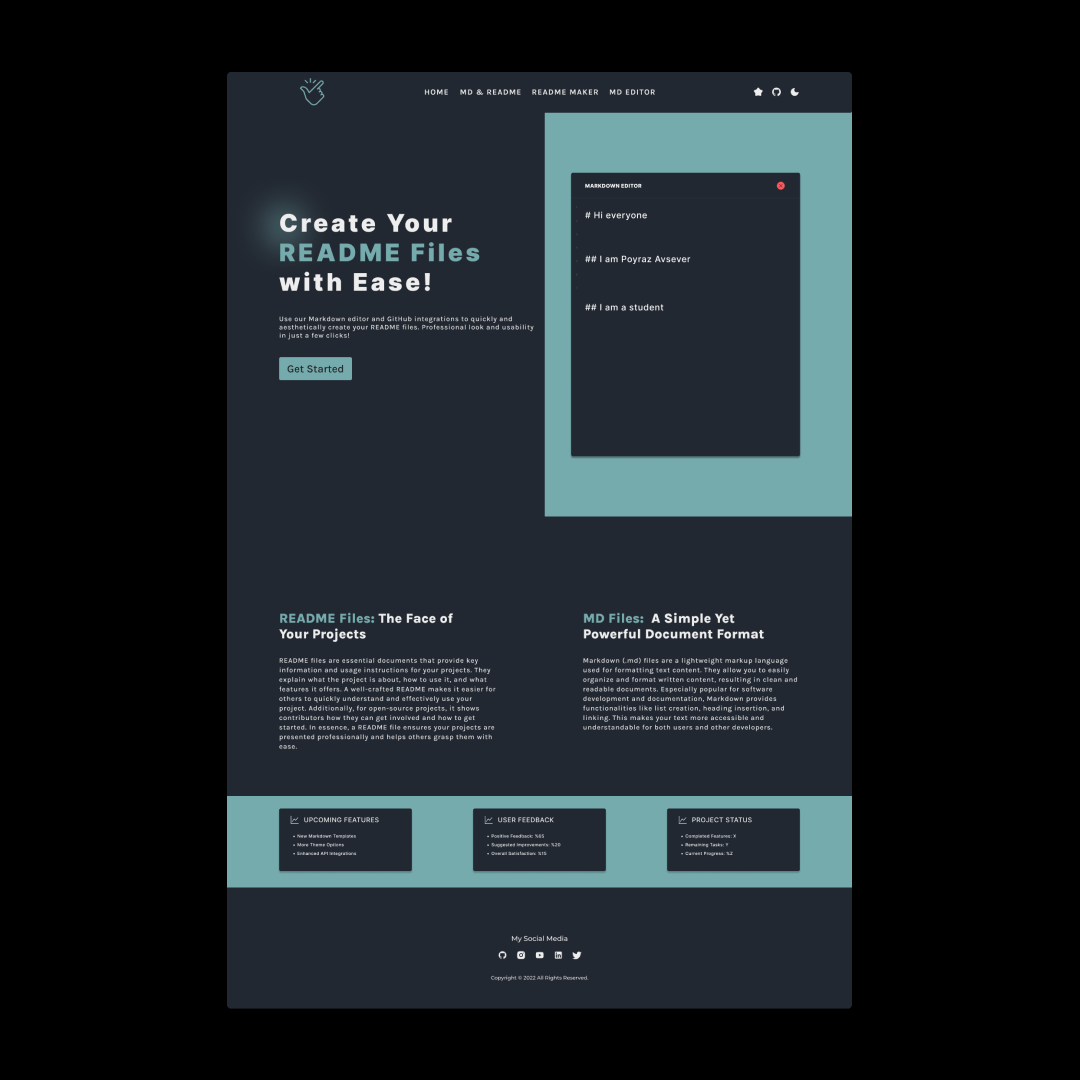 HOME MD & README README MAKER MD EDITOR
Create Your
README Files
with Ease!
Use our Markdown editor and GitHub integrations to quickly and
aesthetically create your README files. Professional look and usability
in just a few clicks!
Get Started
MARKDOWN EDITOR
# Hi everyone
## I am Poyraz Avsever
## I am a student
README Files: The Face of
Your Projects
README files are essential documents that provide key
information and usage instructions for your projects. They
explain what the project is about, how to use it, and what
features it offers. A well-crafted README makes it easier for
others to quickly understand and effectively use your
project. Additionally, for open-source projects, it shows
contributors how they can get involved and how to get
started. In essence, a README file ensures your projects are
presented professionally and helps others grasp them with
ease.
MD Files: A Simple Yet
Powerful Document Format
Markdown (.md) files are a lightweight markup language
used for formatting text content. They allow you to easily
organize and format written content, resulting in clean and
readable documents. Especially popular for software
development and documentation, Markdown provides
functionalities like list creation, heading insertion, and
linking. This makes your text more accessible and
understandable for both users and other developers.
UPCOMING FEATURES
• New Markdown Templates
• More Theme Options
• Enhanced API Integrations
USER FEEDBACK
• Positive Feedback: %65
• Suggested Improvements: %20
• Overall Satisfaction: %10
PROJECT STATUS
• Completed Features: X
• Remaining Tasks: Y
• Current Progress: %Z
My Social Media
Copyright © 2022 All Rights Reserved.